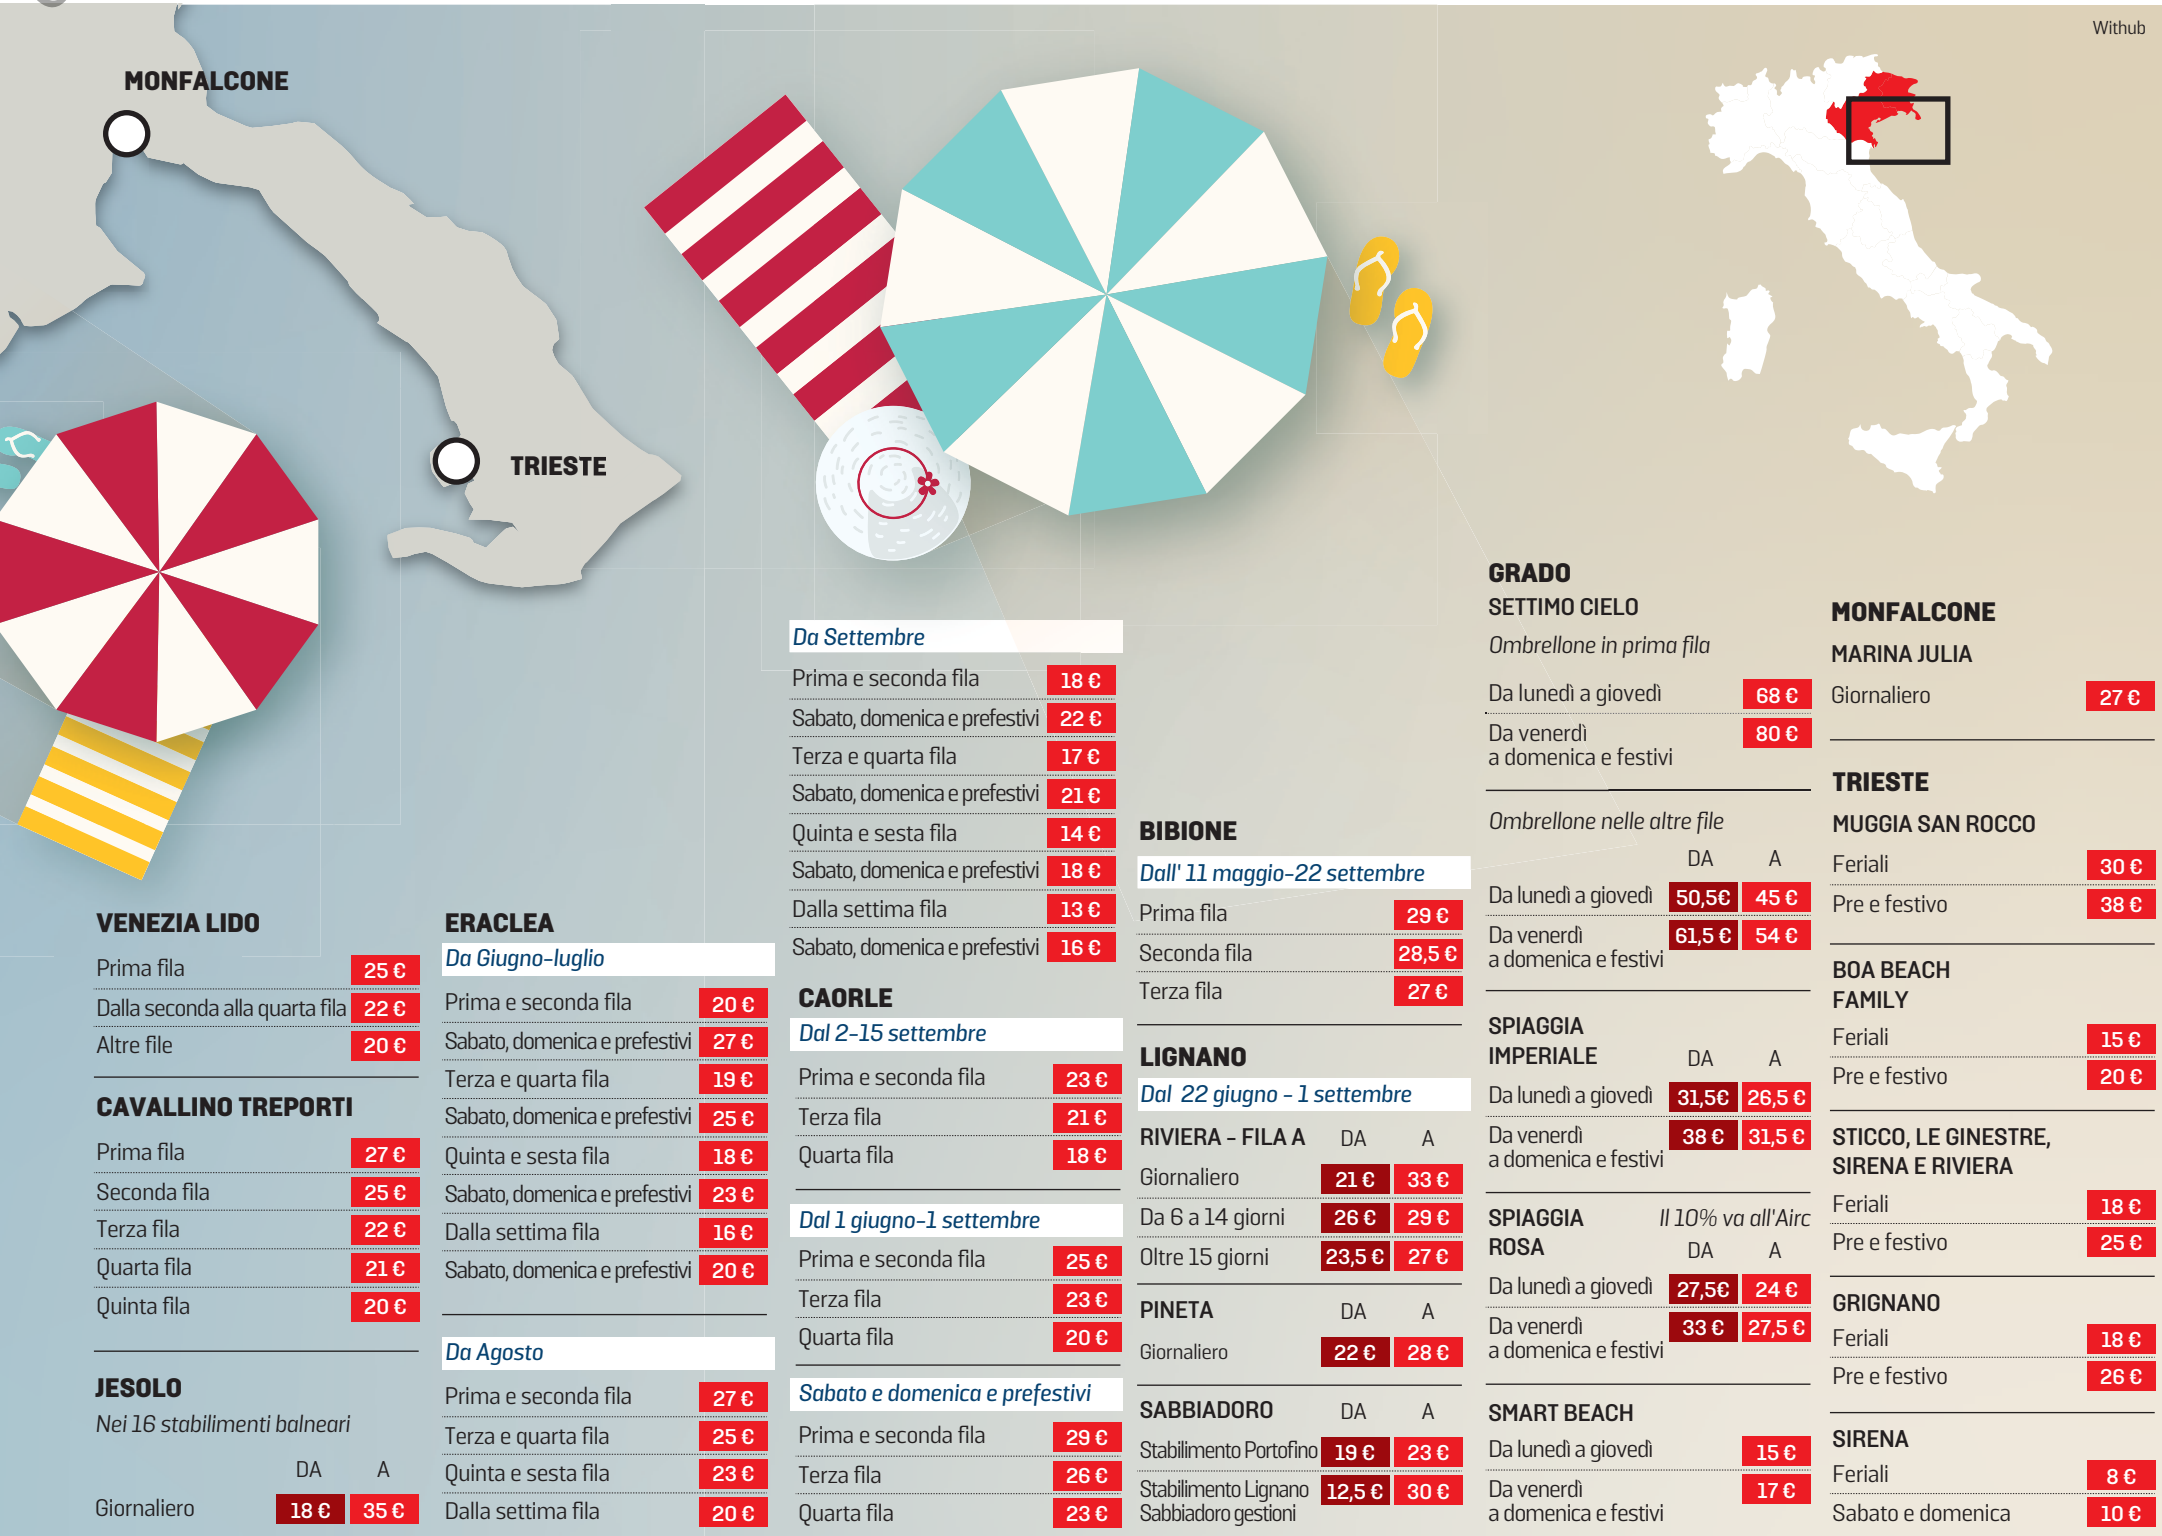 Withub
MONFALCONE
TRIESTE
VENEZIA LIDO
Prima fila 25 €
Dalla seconda alla quarta fila 22 €
Altre file 20 €
CAVALLINO TREPORTI
Prima fila 27 €
Seconda fila 25 €
Terza fila 22 €
Quarta fila 21 €
Quinta fila 20 €
JESOLO
Nei 16 stabilimenti balneari
DA A
Giornaliero 18 € 35 €
ERACLEA
Da Giugno-luglio
Prima e seconda fila 20 €
Sabato, domenica e prefestivi 27 €
Terza e quarta fila 19 €
Sabato, domenica e prefestivi 25 €
Quinta e sesta fila 18 €
Sabato, domenica e prefestivi 23 €
Dalla settima fila 16 €
Sabato, domenica e prefestivi 20 €
Da Agosto
Prima e seconda fila 27 €
Terza e quarta fila 25 €
Quinta e sesta fila 23 €
Dalla settima fila 20 €
Da Settembre
Prima e seconda fila 18 €
Sabato, domenica e prefestivi 22 €
Terza e quarta fila 17 €
Sabato, domenica e prefestivi 21 €
Quinta e sesta fila 14 €
Sabato, domenica e prefestivi 18 €
Dalla settima fila 13 €
Sabato, domenica e prefestivi 16 €
CAORLE
Dal 2-15 settembre
Prima e seconda fila 23 €
Terza fila 21 €
Quarta fila 18 €
Dal 1 giugno-1 settembre
Prima e seconda fila 25 €
Terza fila 23 €
Quarta fila 20 €
Sabato e domenica e prefestivi
Prima e seconda fila 29 €
Terza fila 26 €
Quarta fila 23 €
BIBIONE
Dall' 11 maggio-22 settembre
Prima fila 29 €
Seconda fila 28,5 €
Terza fila 27 €
LIGNANO
Dal 22 giugno - 1 settembre
RIVIERA - FILA A DA A
Giornaliero 21 € 33 €
Da 6 a 14 giorni 26 € 29 €
Oltre 15 giorni 23,5 € 27 €
PINETA DA A
Giornaliero 22 € 28 €
SABBIADORO DA A
Stabilimento Portofino 19 € 23 €
Stabilimento Lignano 12,5 € 30 €
Sabbiadoro gestioni
GRADO
SETTIMO CIELO
Ombrellone in prima fila
Da lunedì a giovedì 68 €
Da venerdì 80 €
a domenica e festivi
Ombrellone nelle altre file
DA A
Da lunedì a giovedì 50,5€ 45 €
Da venerdì 61,5 € 54 €
a domenica e festivi
SPIAGGIA
IMPERIALE DA A
Da lunedì a giovedì 31,5€ 26,5 €
Da venerdì 38 € 31,5 €
a domenica e festivi
SPIAGGIA Il 10% va all'Airc
ROSA DA A
Da lunedì a giovedì 27,5€ 24 €
Da venerdì 33 € 27,5 €
a domenica e festivi
SMART BEACH
Da lunedì a giovedì 15 €
Da venerdì 17 €
a domenica e festivi
MONFALCONE
MARINA JULIA
Giornaliero 27 €
TRIESTE
MUGGIA SAN ROCCO
Feriali 30 €
Pre e festivo 38 €
BOA BEACH
FAMILY
Feriali 15 €
Pre e festivo 20 €
STICCO, LE GINESTRE,
SIRENA E RIVIERA
Feriali 18 €
Pre e festivo 25 €
GRIGNANO
Feriali 18 €
Pre e festivo 26 €
SIRENA
Feriali 8 €
Sabato e domenica 10 €